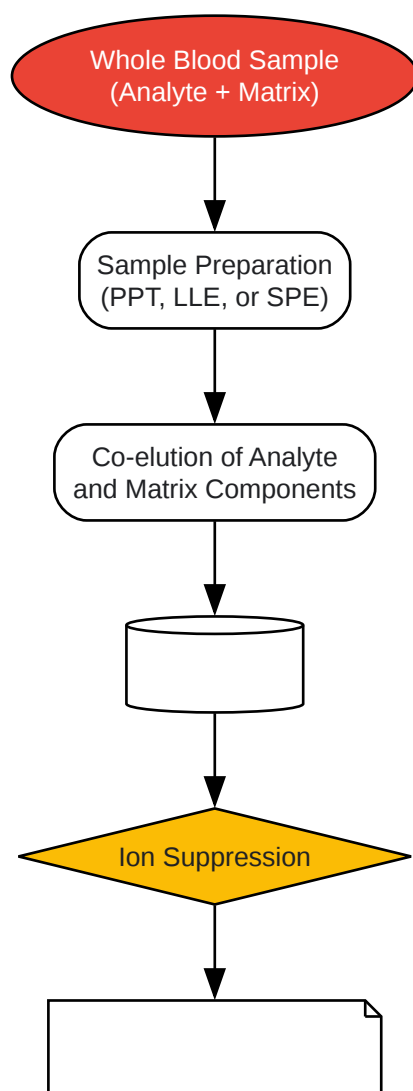 Whole Blood Sample
(Analyte + Matrix)
Sample Preparation
(PPT, LLE, or SPE)
Co-elution of Analyte
and Matrix Components
Ion Suppression